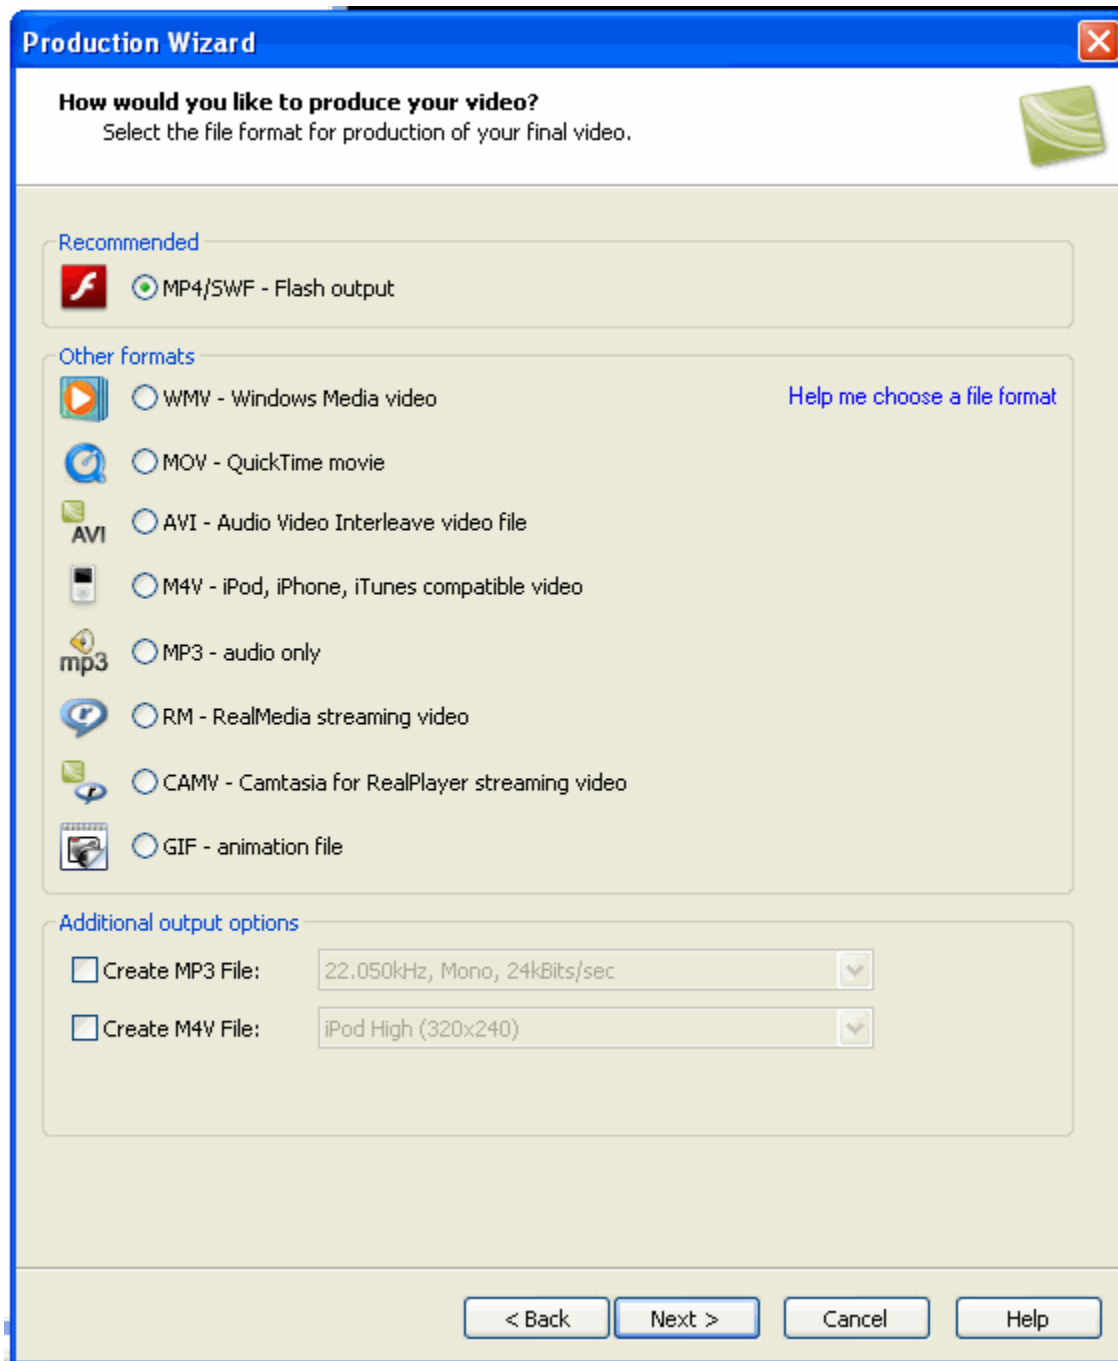 Production Wizard
How would you like to produce your video?
Select the file format for production of your final video.
Recommended
MP4/SWF - Flash output
Other formats
WMV - Windows Media video
Help me choose a file format
MOV - QuickTime movie
AVI
AVI - Audio Video Interleave video file
M4V - iPod, iPhone, iTunes compatible video
mp3
MP3 - audio only
RM - RealMedia streaming video
CAMV - Camtasia for RealPlayer streaming video
GIF - animation file
Additional output options
Create MP3 File: 22.050kHz, Mono, 24kBits/sec
Create M4V File: iPod High (320x240)
< Back Next > Cancel Help